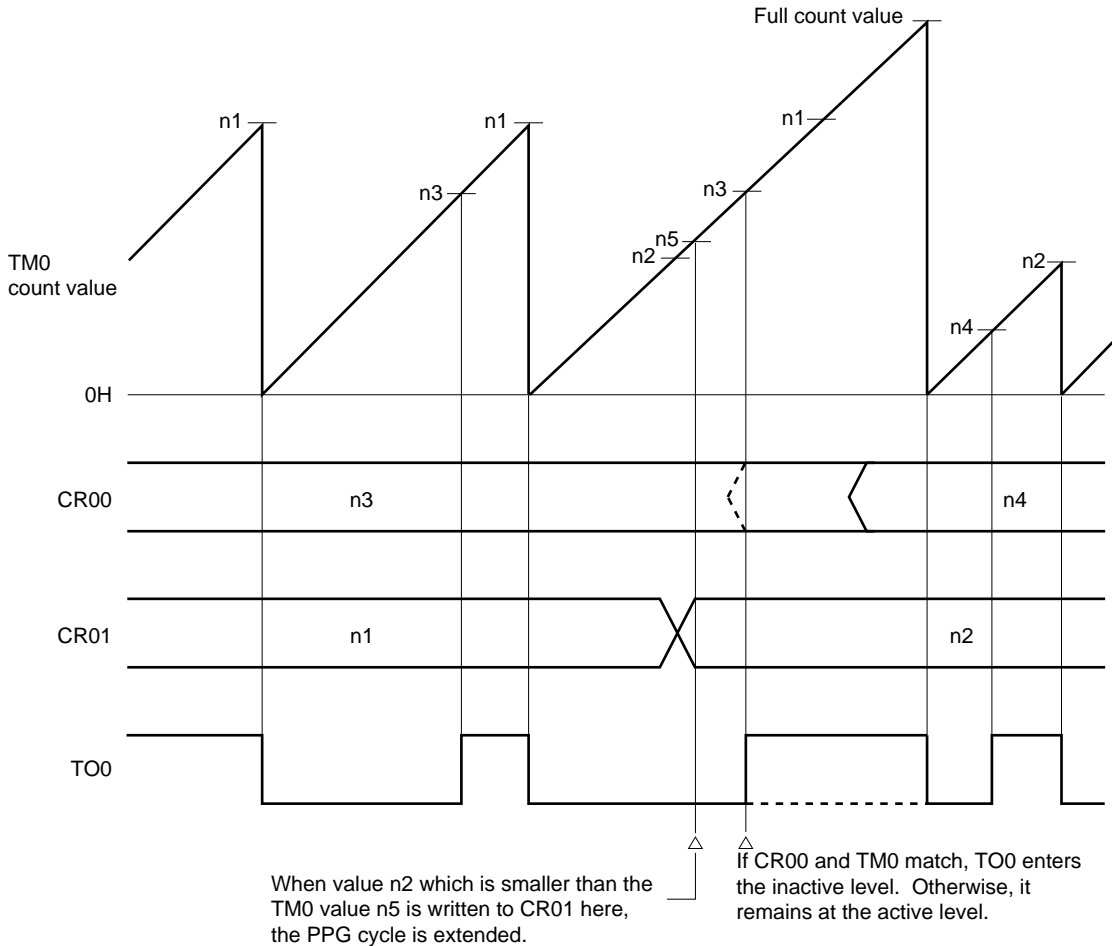 Full count value
n1
n1
n1
n3
n3
n5
n2
TM0
count value
n2
n4
0H
CR00
n3
n4
CR01
n1
n2
TO0
When value n2 which is smaller than the
TM0 value n5 is written to CR01 here,
the PPG cycle is extended.
If CR00 and TM0 match, TO0 enters
the inactive level. Otherwise, it
remains at the active level.